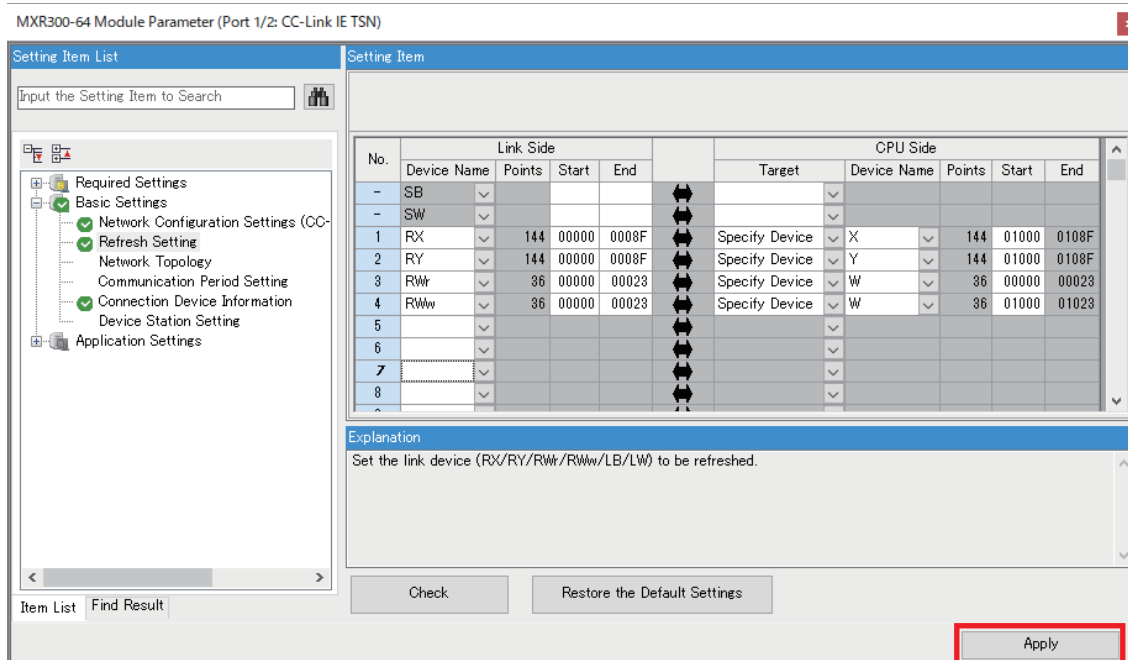 MXR300-64 Module Parameter (Port 1/2: CC-Link IE TSN)
Setting Item List
Input the Setting Item to Search
Required Settings
Basic Settings
Network Configuration Settings (CC-
Refresh Setting
Network Topology
Communication Period Setting
Connection Device Information
Device Station Setting
Application Settings
Item List Find Result
Setting Item
No. Link Side CPU Side
Device Name Points Start End Target Device Name Points Start End
- SB
- SW
1 RX 144 00000 0008F Specify Device X 144 01000 0108F
2 RY 144 00000 0008F Specify Device Y 144 01000 0108F
3 RWr 36 00000 00023 Specify Device W 36 00000 00023
4 RWw 36 00000 00023 Specify Device W 36 01000 01023
5
6
7
8
Explanation
Set the link device (RX/RY/RWr/RWw/LB/LW) to be refreshed.
Check Restore the Default Settings
Apply